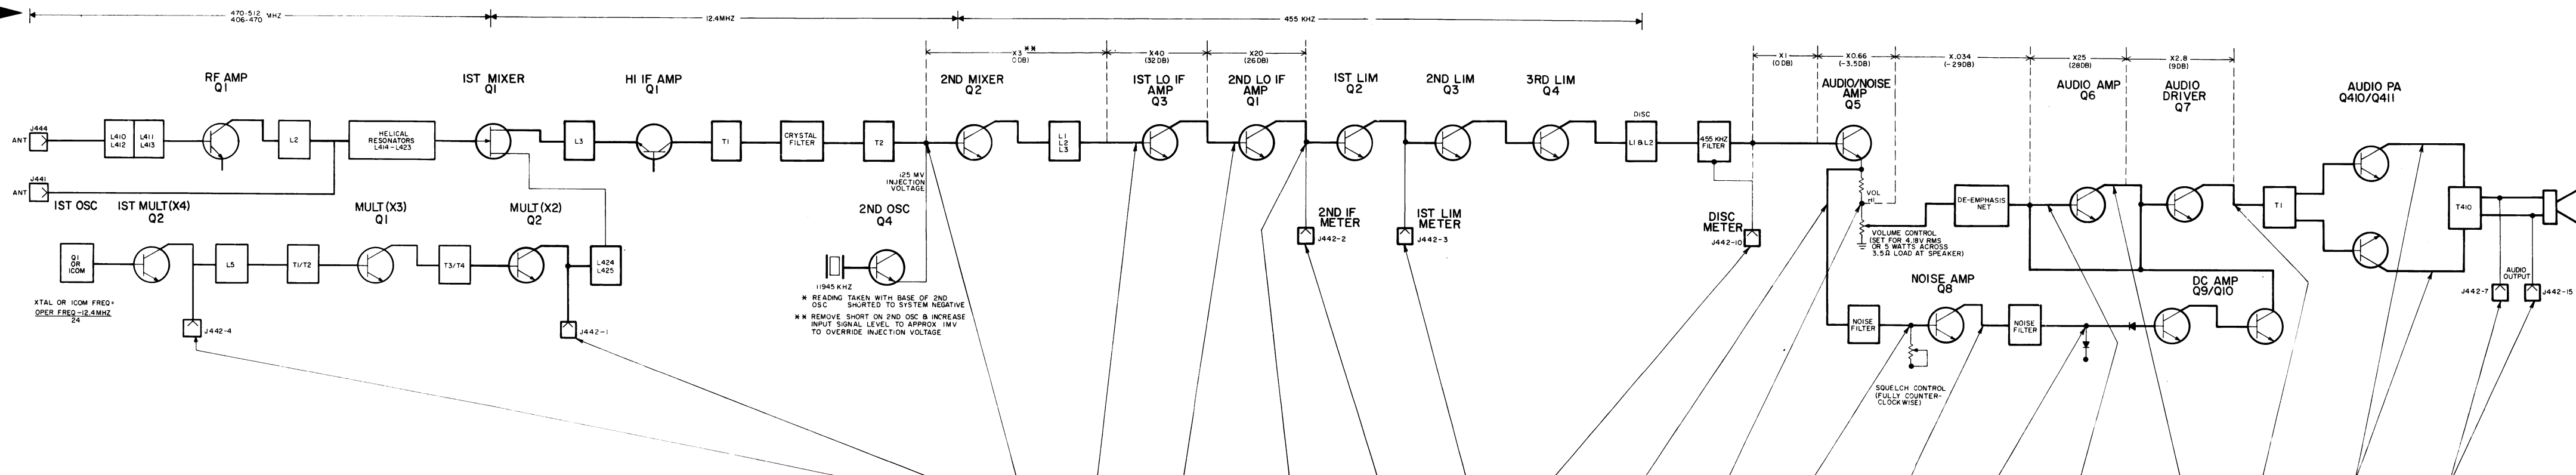 470-512 MHZ
406-470
12.4MHZ
455 KHZ
X3 **
0DB)
X40
(32DB)
X20
(26DB)
X1
(0DB)
X0.66
(-3.5DB)
X.034
(-29DB)
X25
(28DB)
X2.8
(9DB)
RF AMP
Q1
1ST MIXER
Q1
HI IF AMP
Q1
2ND MIXER
Q2
1ST LO IF
AMP
Q3
2ND LO IF
AMP
Q1
1ST LIM
Q2
2ND LIM
Q3
3RD LIM
Q4
AUDIO/NOISE
AMP
Q5
AUDIO AMP
Q6
AUDIO
DRIVER
Q7
AUDIO PA
Q410/Q411
ANT
J444
L410
L412
L411
L413
L2
HELICAL
RESONATORS
L414-L423
L3
T1
CRYSTAL
FILTER
T2
L1
L2
L3
DISC
L1 & L2
455 KHZ
FILTER
ANT
J441
125 MV
INJECTION
VOLTAGE
VOL
HI
DE-EMPHASIS
NET
T1
T410
1ST OSC
1ST MULT(X4)
Q2
MULT(X3)
Q1
MULT(X2)
Q2
2ND OSC
Q4
2ND IF
METER
J442-2
1ST LIM
METER
J442-3
DISC
METER
J442-10
VOLUME CONTROL
(SET FOR 4.18V RMS
OR 5 WATTS ACROSS
3.5Ω LOAD AT SPEAKER)
Q1
OR
ICOM
L5
T1/T2
T3/T4
L424
L425
11945 KHZ
* READING TAKEN WITH BASE OF 2ND
OSC SHORTED TO SYSTEM NEGATIVE
** REMOVE SHORT ON 2ND OSC & INCREASE
INPUT SIGNAL LEVEL TO APPROX 1MV
TO OVERRIDE INJECTION VOLTAGE.
XTAL OR ICOM FREQ=
OPER FREQ-12.4MHZ
24
J442-4
J442-1
NOISE AMP
Q8
DC AMP
Q9/Q10
NOISE
FILTER
NOISE
FILTER
SQUELCH CONTROL
(FULLY COUNTER-
CLOCKWISE)
AUDIO
OUTPUT
J442-7
J442-15